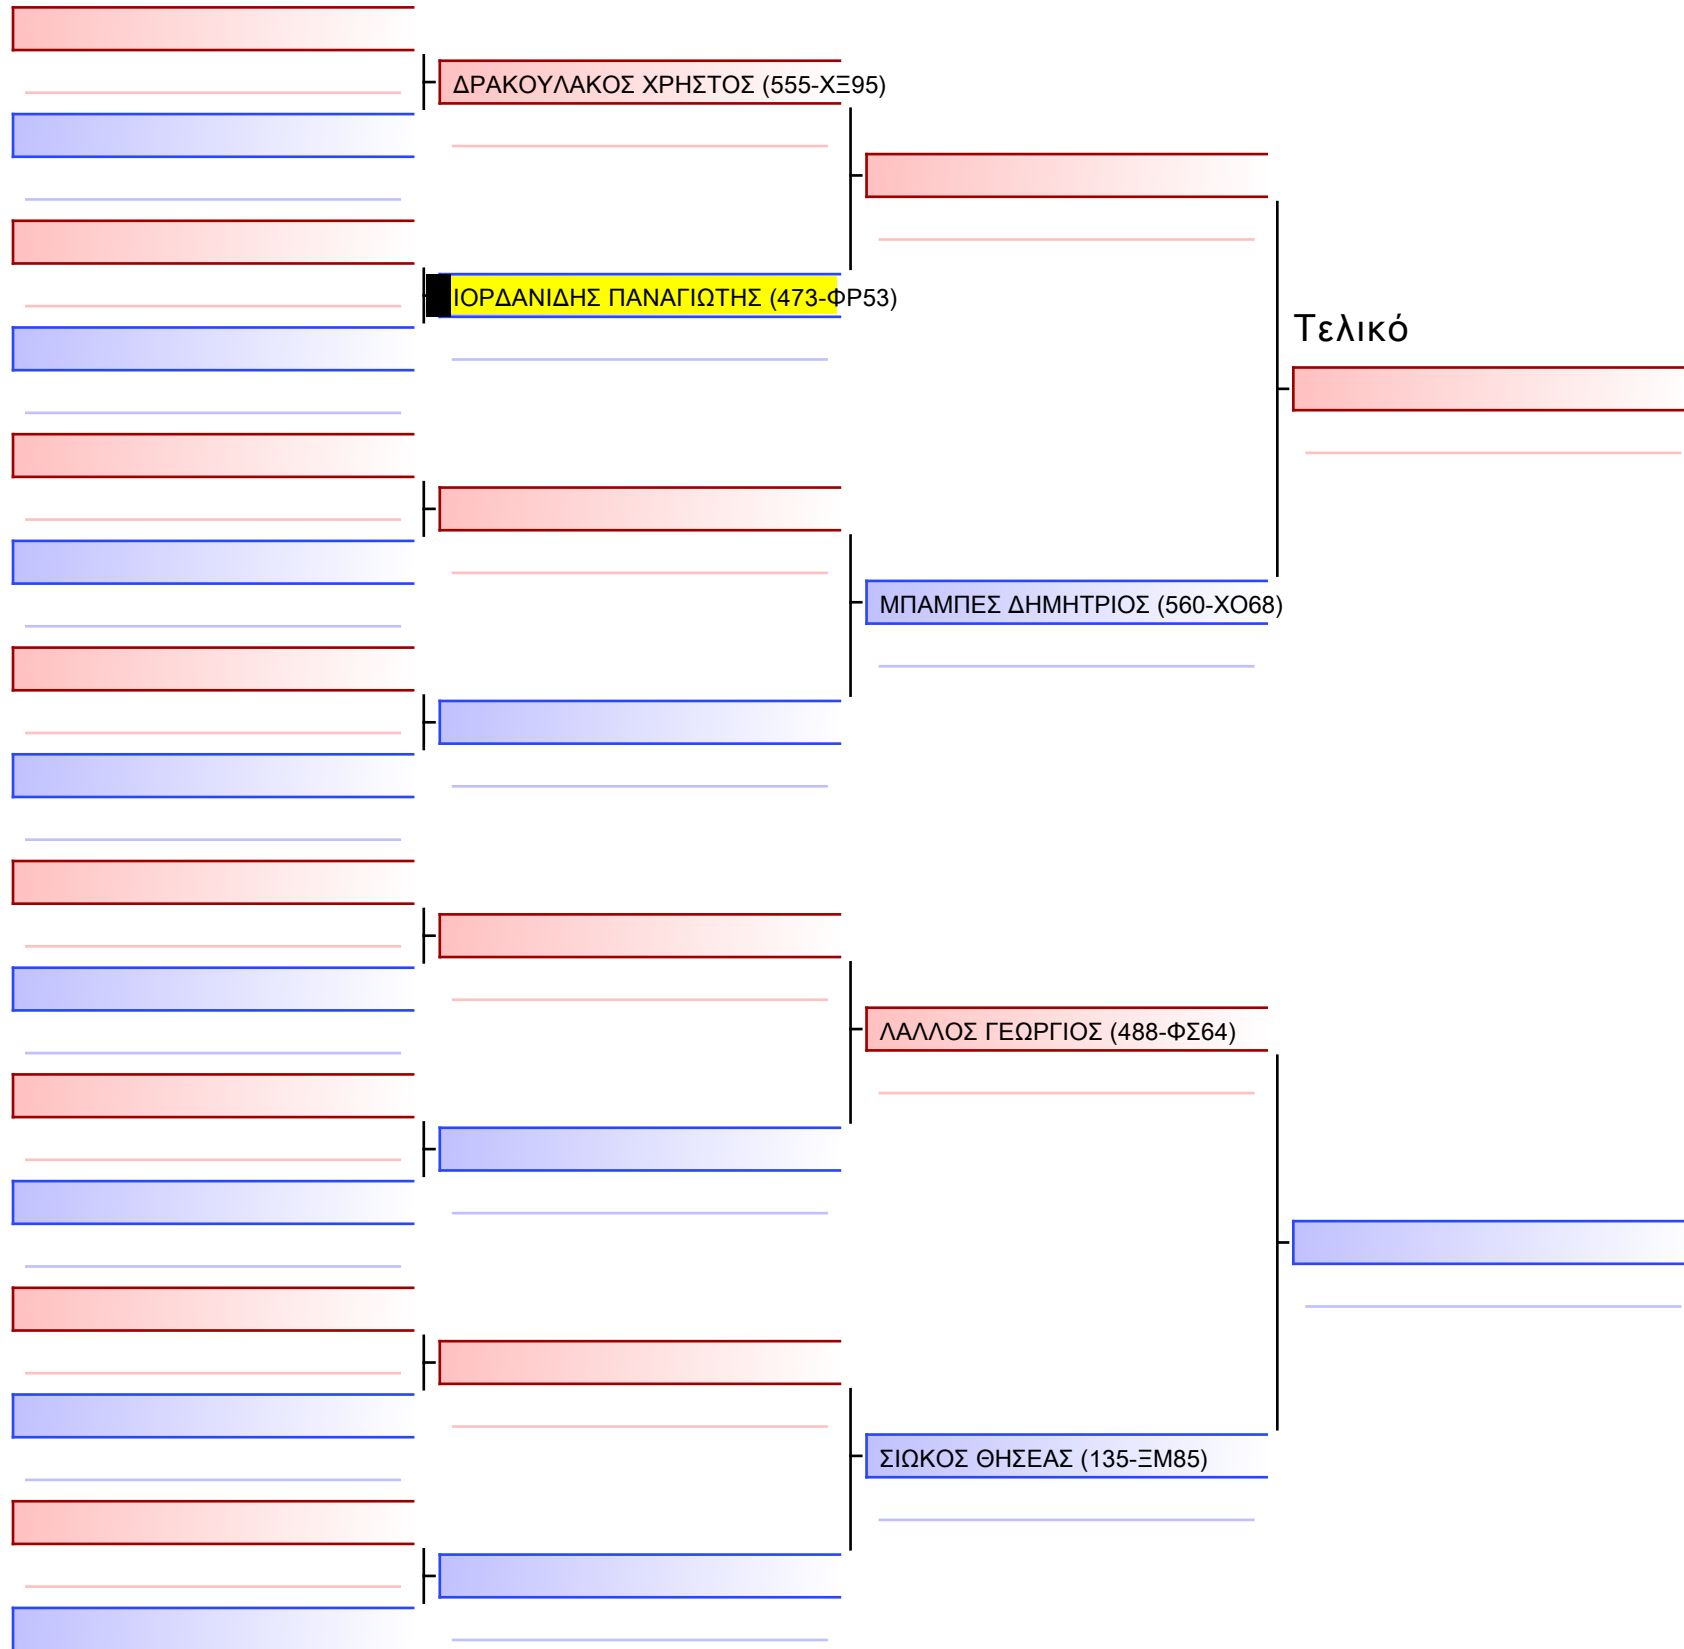 ΔΡΑΚΟΥΛΑΚΟΣ ΧΡΗΣΤΟΣ (555-ΧΞ95)
ΙΟΡΔΑΝΙΔΗΣ ΠΑΝΑΓΙΩΤΗΣ (473-ΦΡ53)
Τελικό
ΜΠΑΜΠΕΣ ΔΗΜΗΤΡΙΟΣ (560-ΧΟ68)
ΛΑΛΛΟΣ ΓΕΩΡΓΙΟΣ (488-ΦΣ64)
ΣΙΩΚΟΣ ΘΗΣΕΑΣ (135-ΞΜ85)